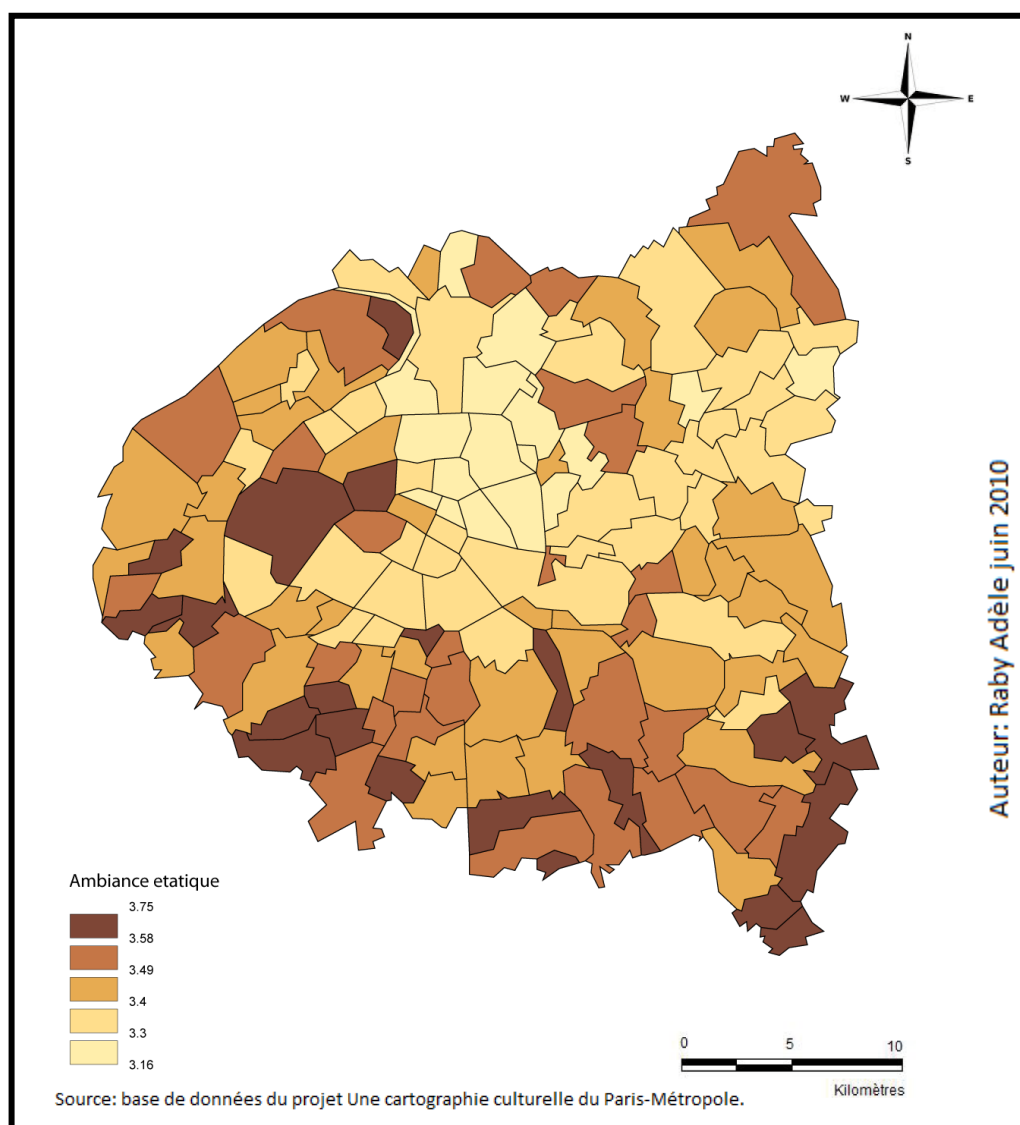 N
W
E
S
Auteur: Raby Adèle juin 2010
Ambiance etatique
3.75
3.58
3.49
3.4
3.3
3.16
0 5 10
Kilomètres
Source: base de données du projet Une cartographie culturelle du Paris-Métropole.